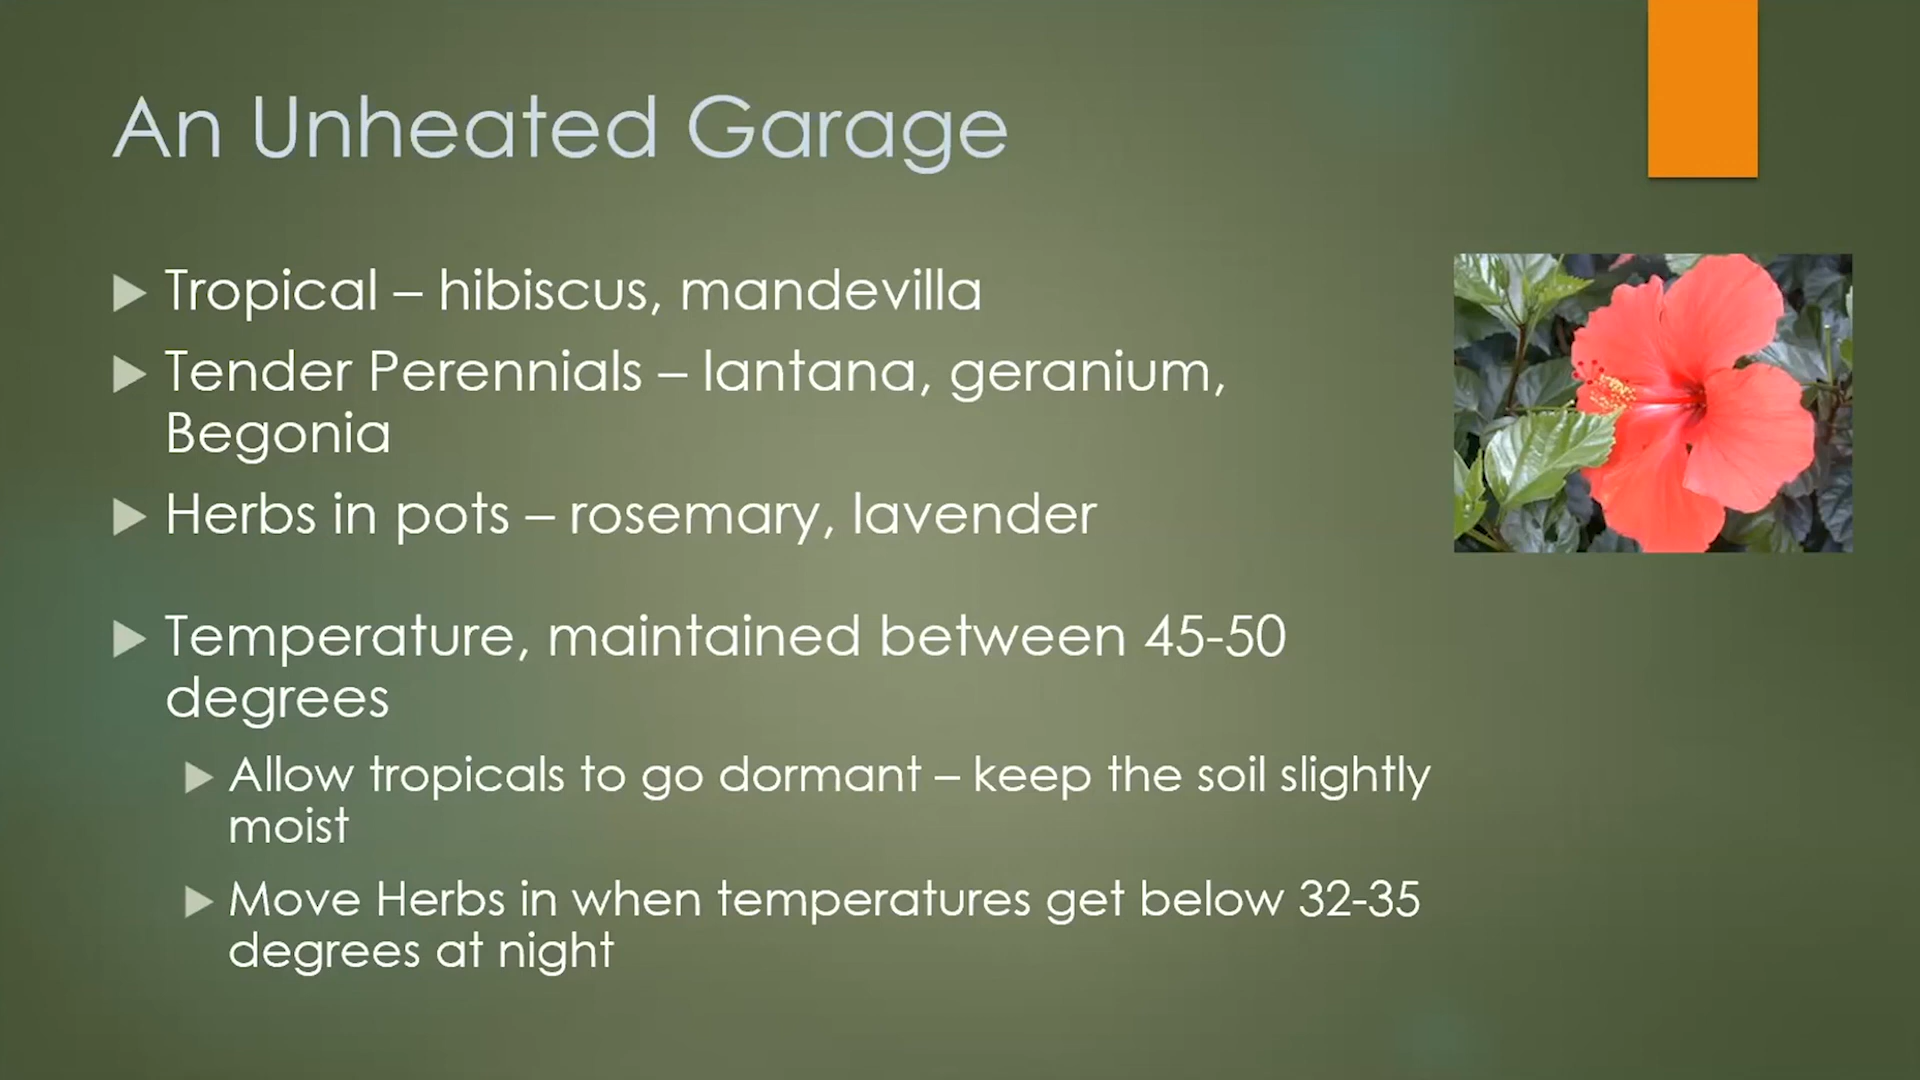 An Unheated Garage
Tropical – hibiscus, mandevilla
Tender Perennials – lantana, geranium,
Begonia
Herbs in pots – rosemary, lavender
Temperature, maintained between 45-50
degrees
Allow tropicals to go dormant – keep the soil slightly
moist
Move Herbs in when temperatures get below 32-35
degrees at night